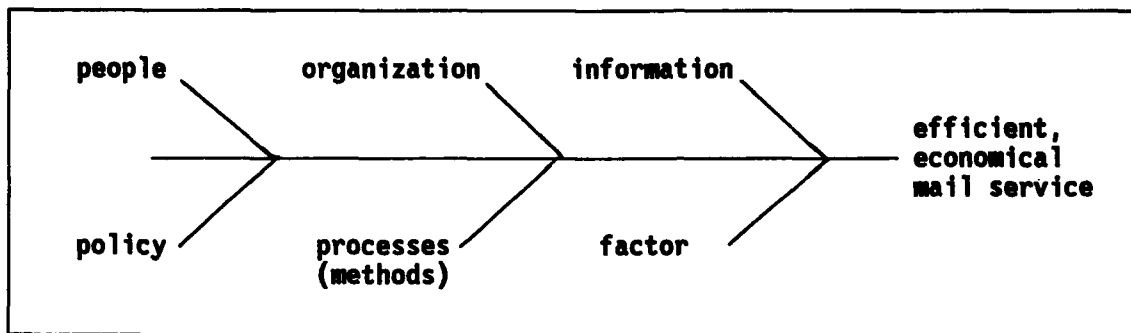 people organization information
efficient,
economical
mail service
policy processes factor
(methods)